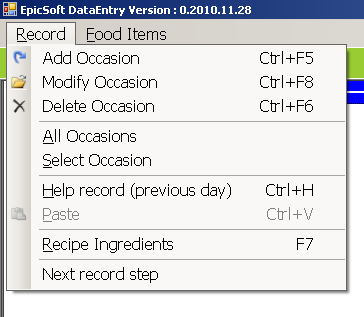 EpicSoft DataEntry Version : 0.2010.11.28
Record Food Items
Add Occasion Ctrl+F5
Modify Occasion Ctrl+F8
Delete Occasion Ctrl+F6
All Occasions
Select Occasion
Help record (previous day) Ctrl+H
Paste Ctrl+V
Recipe Ingredients F7
Next record step